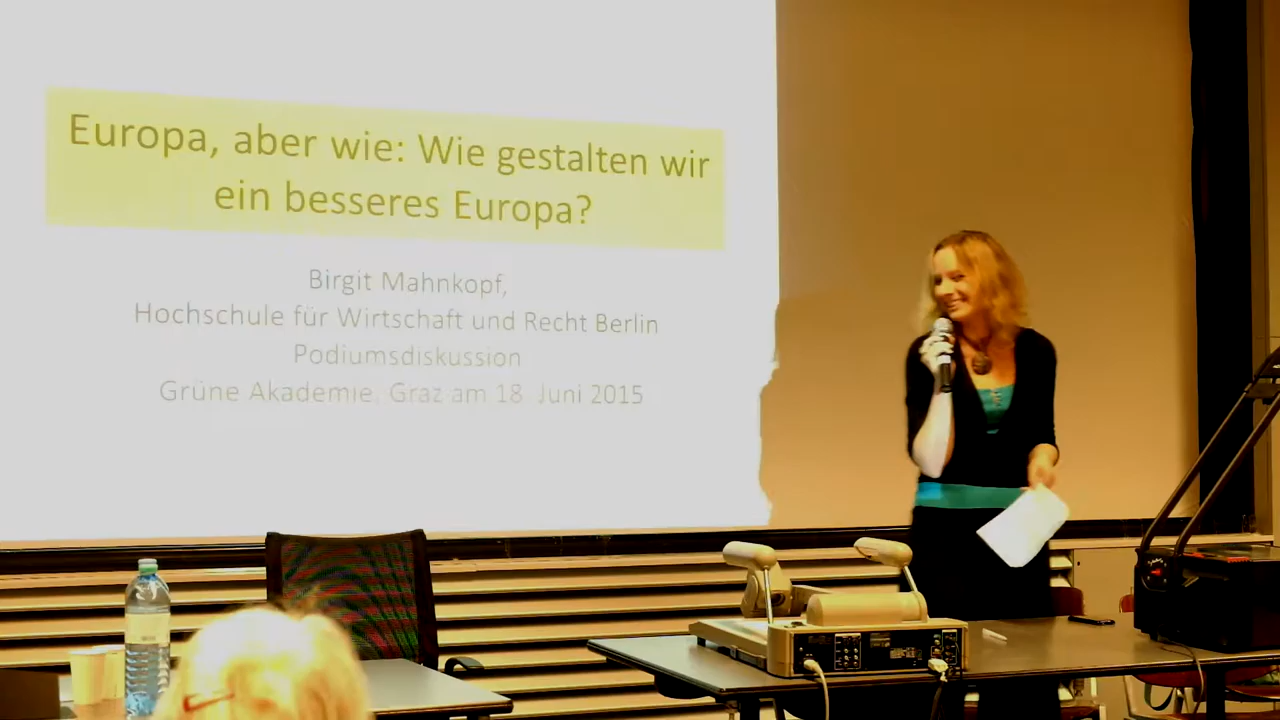 Europa, aber wie: Wie gestalten wir
ein besseres Europa?
Birgit Mahnkopf,
Hochschule für Wirtschaft und Recht Berlin
Podiumsdiskussion
Grüne Akademie, Graz am 18. Juni 2015